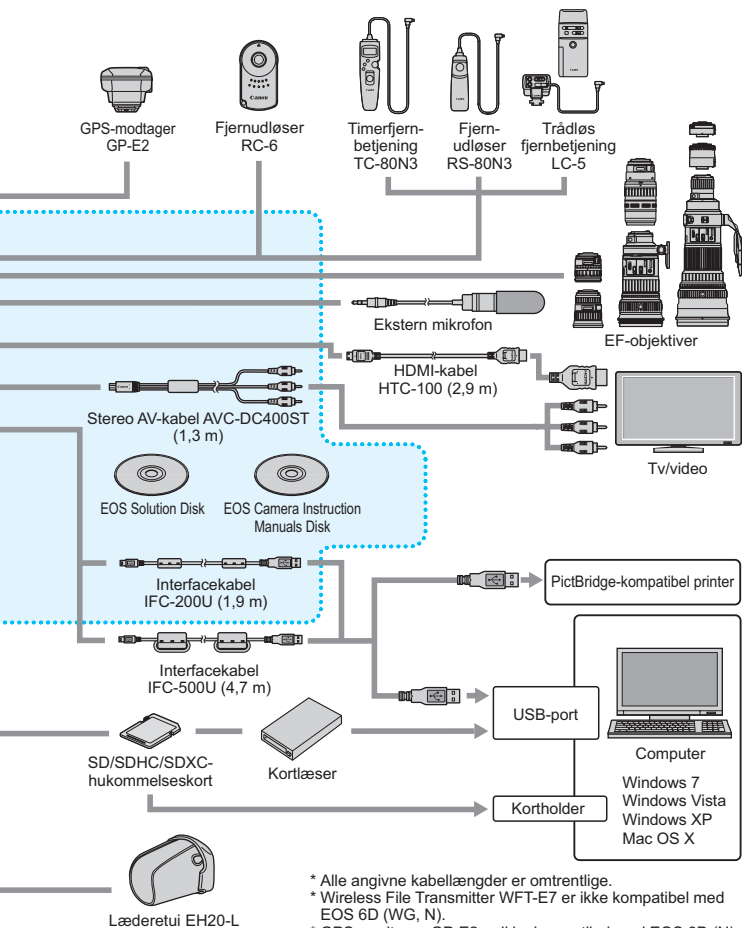 GPS-modtager
GP-E2
Fjernudløser
RC-6
Timerfjern-
betjening
TC-80N3
Fjern-
udløser
RS-80N3
Trådløs
fjernbetjening
LC-5
Canon
EF-objektiver
Ekstern mikrofon
HDMI-kabel
HTC-100 (2,9 m)
Stereo AV-kabel AVC-DC400ST
(1,3 m)
Tv/video
EOS Solution Disk
EOS Camera Instruction
Manuals Disk
Interfacekabel
IFC-200U (1,9 m)
PictBridge-kompatibel printer
Interfacekabel
IFC-500U (4,7 m)
USB-port
SD/SDHC/SDXC-
hukommelseskort
Kortlæser
Kortholder
Computer
Windows 7
Windows Vista
Windows XP
Mac OS X
Læderetui EH20-L
* Alle angivne kabellængder er omtrentlige.
* Wireless File Transmitter WFT-E7 er ikke kompatibel med
EOS 6D (WG, N).